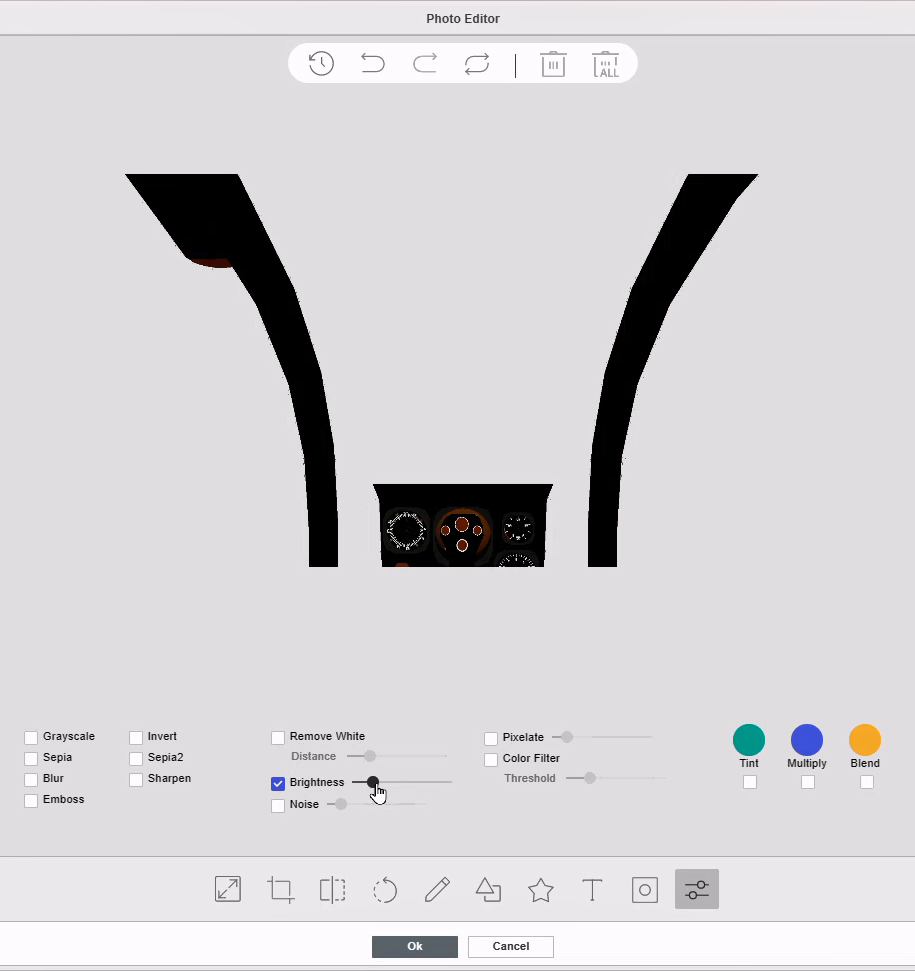 Photo Editor
ALL
Grayscale
Sepia
Blur
Emboss
Invert
Sepia2
Sharpen
Remove White
Distance
Brightness
Noise
Pixelate
Color Filter
Threshold
Tint
Multiply
Blend
T
Ok
Cancel